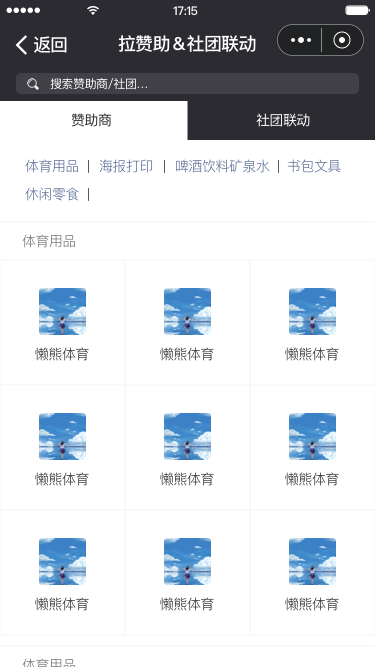 17:15
返回
拉赞助&社团联动
搜索赞助商/社团...
赞助商
社团联动
体育用品 | 海报打印 | 啤酒饮料矿泉水 | 书包文具
休闲零食 |
体育用品
懒熊体育 懒熊体育 懒熊体育
懒熊体育 懒熊体育 懒熊体育
懒熊体育 懒熊体育 懒熊体育
体育用品